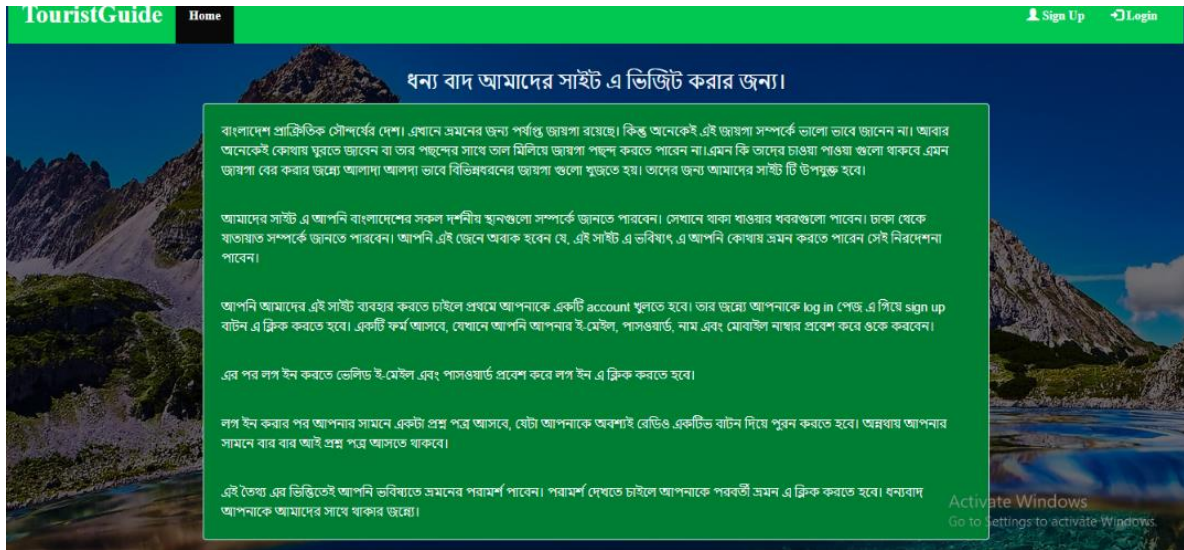 TouristGuide Home Sign Up Login
ধন্য বাদ আমাদের সাইট এ ভিজিট করার জন্য।
বাংলাদেশ প্রাক্রিতিক সৌন্দর্যের দেশ। এখানে ভ্রমনের জন্য পর্যাপ্ত জায়গা রয়েছে। কিন্তু অনেকেই এই জায়গা সম্পর্কে ভালো ভাবে জানেন না। আবার
অনেকেই কোথায় ঘুরতে জাবেন বা তার পছন্দের সাথে তাল মিলিয়ে জায়গা পছন্দ করতে পারেন না।এমন কি তাদের চাওয়া পাওয়া গুলো থাকবে এমন
জায়গা বের করার জন্যে আলাদা আলদা ভাবে বিভিন্নধরনের জায়গা গুলো খুজতে হয়। তাদের জন্য আমাদের সাইট টি উপযুক্ত হবে।
আমাদের সাইট এ আপনি বাংলাদেশের সকল দর্শনীয় স্থানগুলো সম্পর্কে জানতে পারবেন। সেখানে থাকা খাওয়ার খবরগুলো পাবেন। ঢাকা থেকে
যাতায়াত সম্পর্কে জানতে পারবেন। আপনি এই জেনে অবাক হবেন যে, এই সাইট এ ভবিষ্যৎ এ আপনি কোথায় ভ্রমন করতে পারেন সেই নিরদেশনা
পাবেন।
আপনি আমাদের এই সাইট ব্যবহার করতে চাইলে প্রথমে আপনাকে একটি account খুলতে হবে। তার জন্যে আপনাকে log in পেজ এ গিয়ে sign up
বাটন এ ক্লিক করতে হবে। একটি ফর্ম আসবে, যেখানে আপনি আপনার ই-মেইল, পাসওয়ার্ড, নাম এবং মোবাইল নাম্বার প্রবেশ করে ওকে করবেন।
এর পর লগ ইন করতে ভেলিড ই-মেইল এবং পাসওয়ার্ড প্রবেশ করে লগ ইন এ ক্লিক করতে হবে।
লগ ইন করার পর আপনার সামনে একটা প্রশ্ন পত্র আসবে, যেটা আপনাকে অবশ্যই রেডিও একটিভ বাটন দিয়ে পুরন করতে হবে। অন্নথায় আপনার
সামনে বার বার আই প্রশ্ন পত্র আসতে থাকবে।
এই তৈথ্য এর ভিত্তিতেই আপনি ভবিষ্যতে ভ্রমনের পরামর্শ পাবেন। পরামর্শ দেখতে চাইলে আপনাকে পরবর্তী ভ্রমন এ ক্লিক করতে হবে। ধন্যবাদ
আপনাকে আমাদের সাথে থাকার জন্যে।
Activate Windows
Go to Settings to activate Windows.